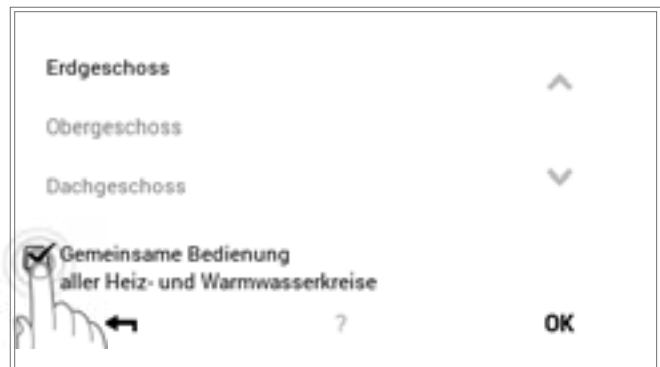 Erdgeschoss
Obergeschoss
Dachgeschoss
Gemeinsame Bedienung
aller Heiz- und Warmwasserkreise
? OK